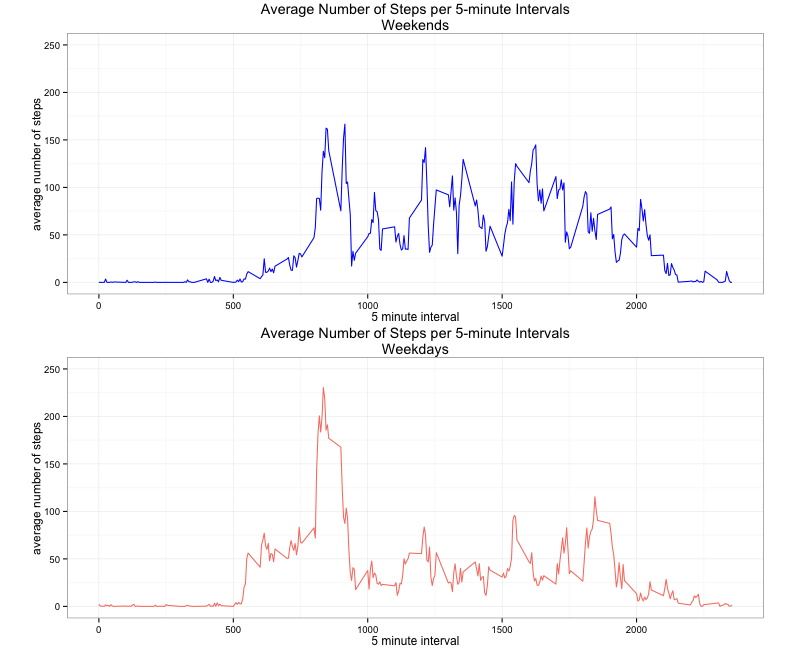 Average Number of Steps per 5-minute Intervals
Weekends
average number of steps
250
200
150
100
50
0
0
500
1000
1500
2000
5 minute interval
Average Number of Steps per 5-minute Intervals
Weekdays
average number of steps
250
200
150
100
50
0
0
500
1000
1500
2000
5 minute interval